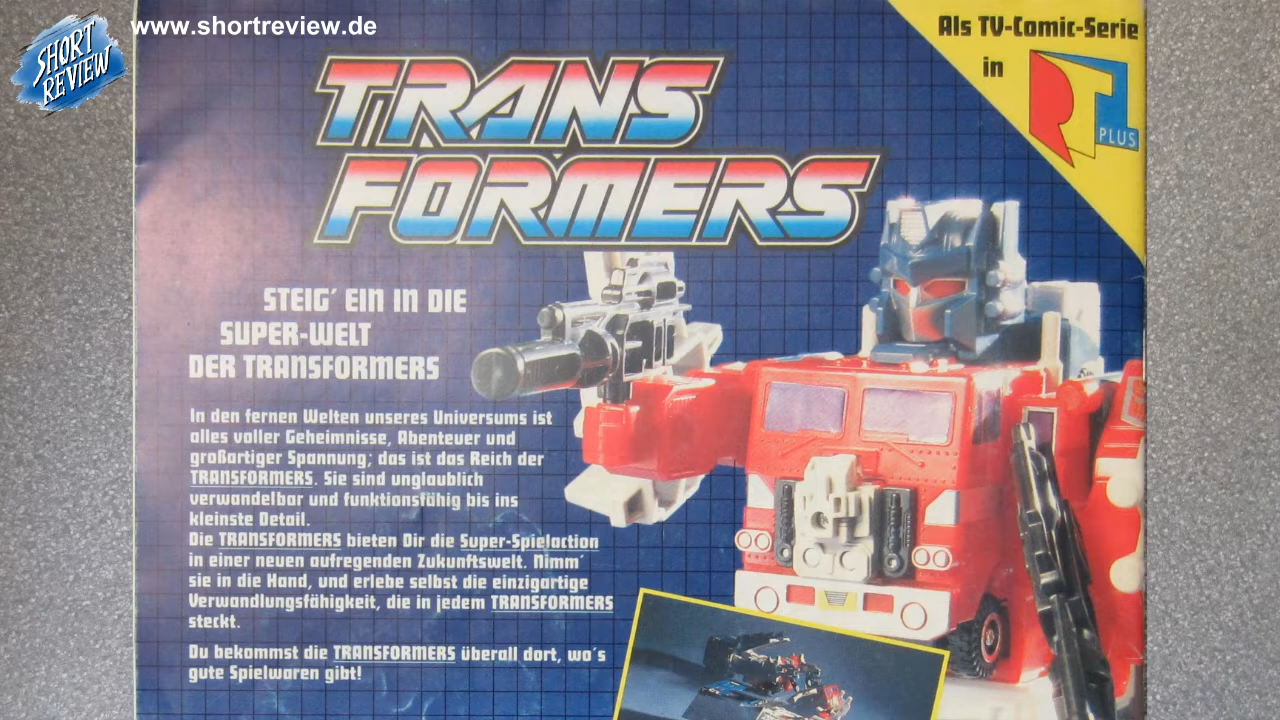 SHORT
REVIEW
www.shortreview.de
Als TV-Comic-Serie
in
RTL
PLUS
TRANS
FORMERS
STEIG´ EIN IN DIE
SUPER-WELT
DER TRANSFORMERS
In den fernen Welten unseres Universums ist
alles voller Geheimnisse, Abenteuer und
großartiger Spannung; das ist das Reich der
TRANSFORMERS. Sie sind unglaublich
verwandelbar und funktionsfähig bis ins
kleinste Detail.
Die TRANSFORMERS bieten Dir die Super-Spielaction
in einer neuen aufregenden Zukunftswelt. Nimm´
sie in die Hand, und erlebe selbst die einzigartige
Verwandlungsfähigkeit, die in jedem TRANSFORMERS
steckt.
Du bekommst die TRANSFORMERS überall dort, wo´s
gute Spielwaren gibt!